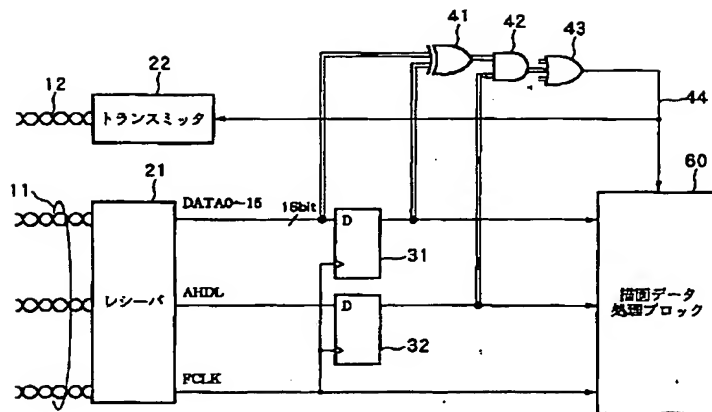 41
42
43
22
12
トランスミッタ
44
21
60
11
DATA0~15
16bit
D
31
レシーバ
AHDL
D
32
描画データ
処理ブロック
FCLK